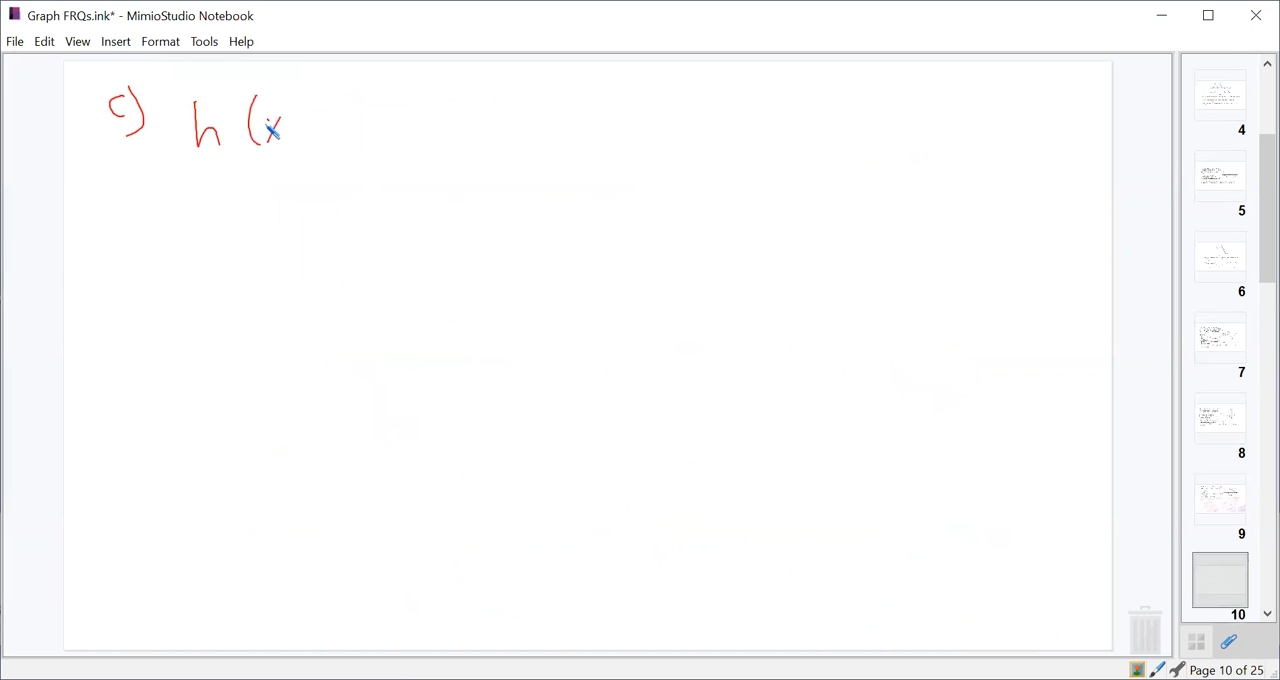 Graph FRQs.ink* - MimioStudio Notebook
File Edit View Insert Format Tools Help
c) h (x
4
5
6
7
8
9
10
Page 10 of 25